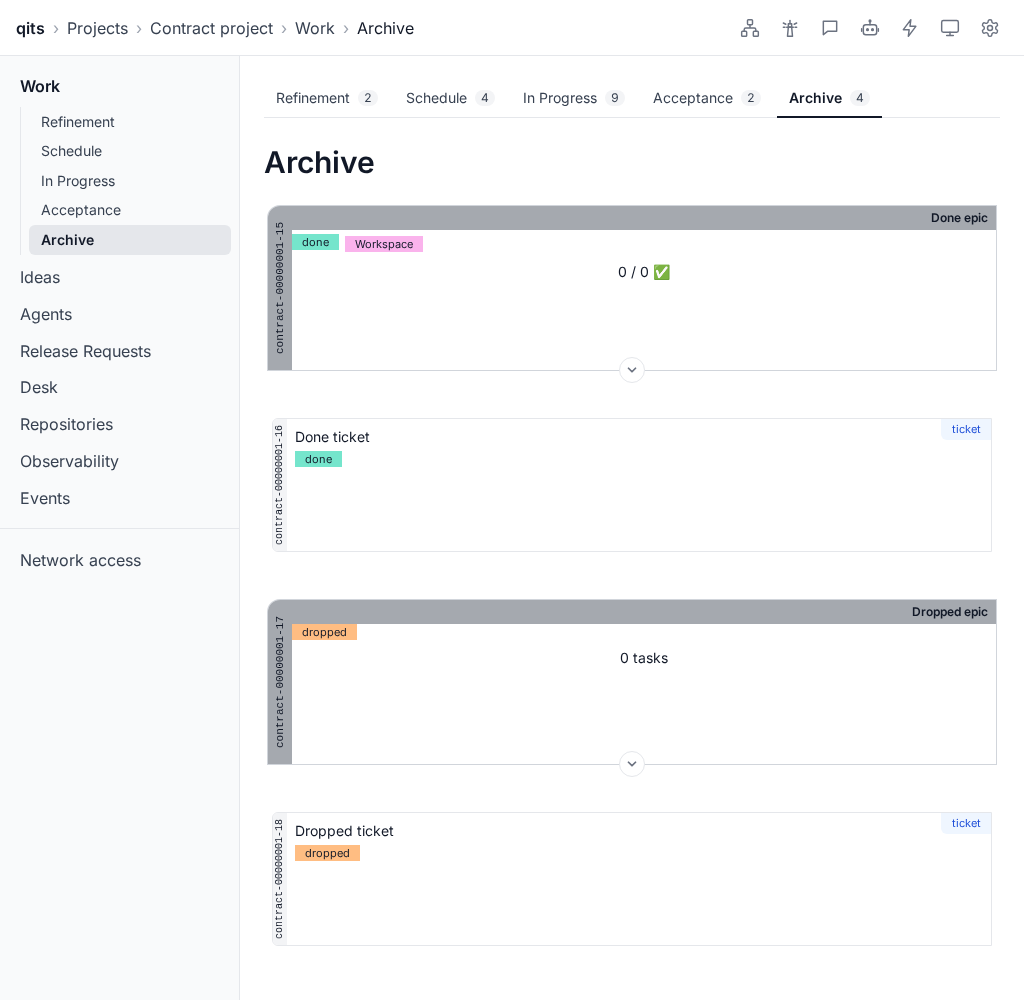 qits › Projects › Contract project › Work › Archive
Work
Refinement
Schedule
In Progress
Acceptance
Archive
Ideas
Agents
Release Requests
Desk
Repositories
Observability
Events
Network access
Refinement 2 Schedule 4 In Progress 9 Acceptance 2 Archive 4
Archive
Done epic
contract-00000001-15
done Workspace
0 / 0 ✅
ticket
contract-00000001-16
Done ticket
done
Dropped epic
contract-00000001-17
dropped
0 tasks
ticket
contract-00000001-18
Dropped ticket
dropped